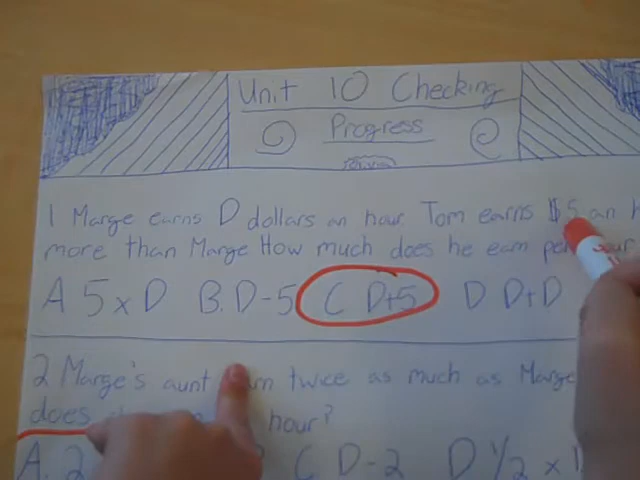 Unit 10 Checking
Progress
1 Marge earns D dollars an hour Tom earns $5 an
more than Marge How much does he earn
A 5 x D B. D-5 C D+5 D D+D
2 Marge's aunt twice as much as Marge
does hour?
A. 2 C D-2 D 1/2 x